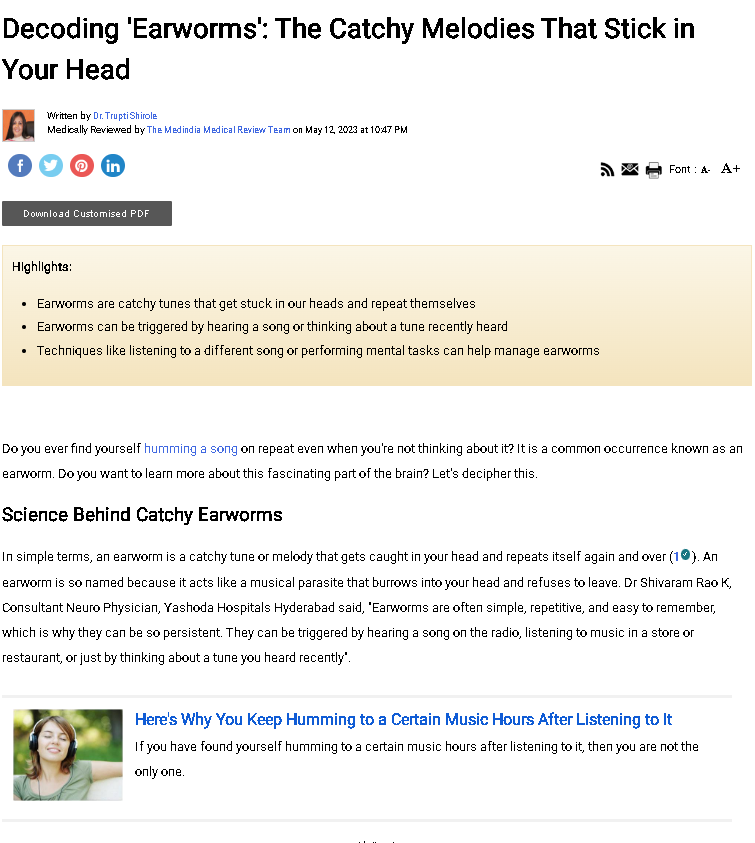 Decoding 'Earworms': The Catchy Melodies That Stick in
Your Head
Written by Dr. Trupti Shirole
Medically Reviewed by The Medindia Medical Review Team on May 12, 2023 at 10:47 PM
Font : A- A+
Download Customised PDF
Highlights:
• Earworms are catchy tunes that get stuck in our heads and repeat themselves
• Earworms can be triggered by hearing a song or thinking about a tune recently heard
• Techniques like listening to a different song or performing mental tasks can help manage earworms
Do you ever find yourself humming a song on repeat even when you're not thinking about it? It is a common occurrence known as an
earworm. Do you want to learn more about this fascinating part of the brain? Let's decipher this.
Science Behind Catchy Earworms
In simple terms, an earworm is a catchy tune or melody that gets caught in your head and repeats itself again and over (1). An
earworm is so named because it acts like a musical parasite that burrows into your head and refuses to leave. Dr Shivaram Rao K,
Consultant Neuro Physician, Yashoda Hospitals Hyderabad said, "Earworms are often simple, repetitive, and easy to remember,
which is why they can be so persistent. They can be triggered by hearing a song on the radio, listening to music in a store or
restaurant, or just by thinking about a tune you heard recently".
Here's Why You Keep Humming to a Certain Music Hours After Listening to It
If you have found yourself humming to a certain music hours after listening to it, then you are not the
only one.